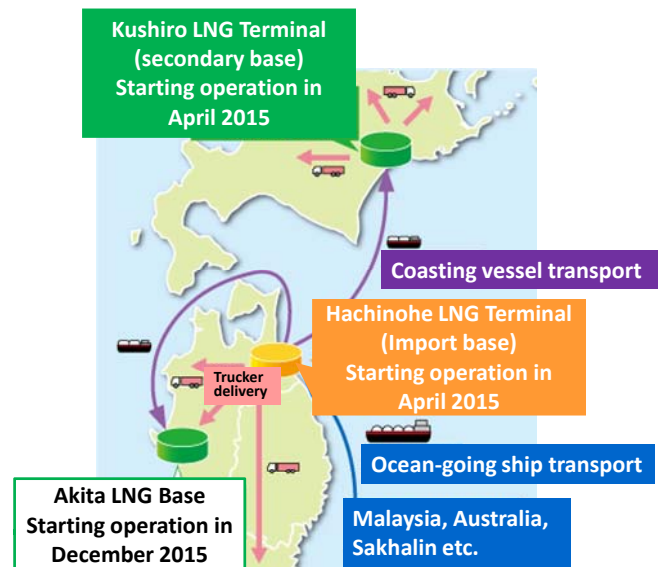 Kushiro LNG Terminal
(secondary base)
Starting operation in
April 2015
Coasting vessel transport
Hachinohe LNG Terminal
(Import base)
Starting operation in
April 2015
Trucker
delivery
Ocean-going ship transport
Akita LNG Base
Starting operation in
December 2015
Malaysia, Australia,
Sakhalin etc.